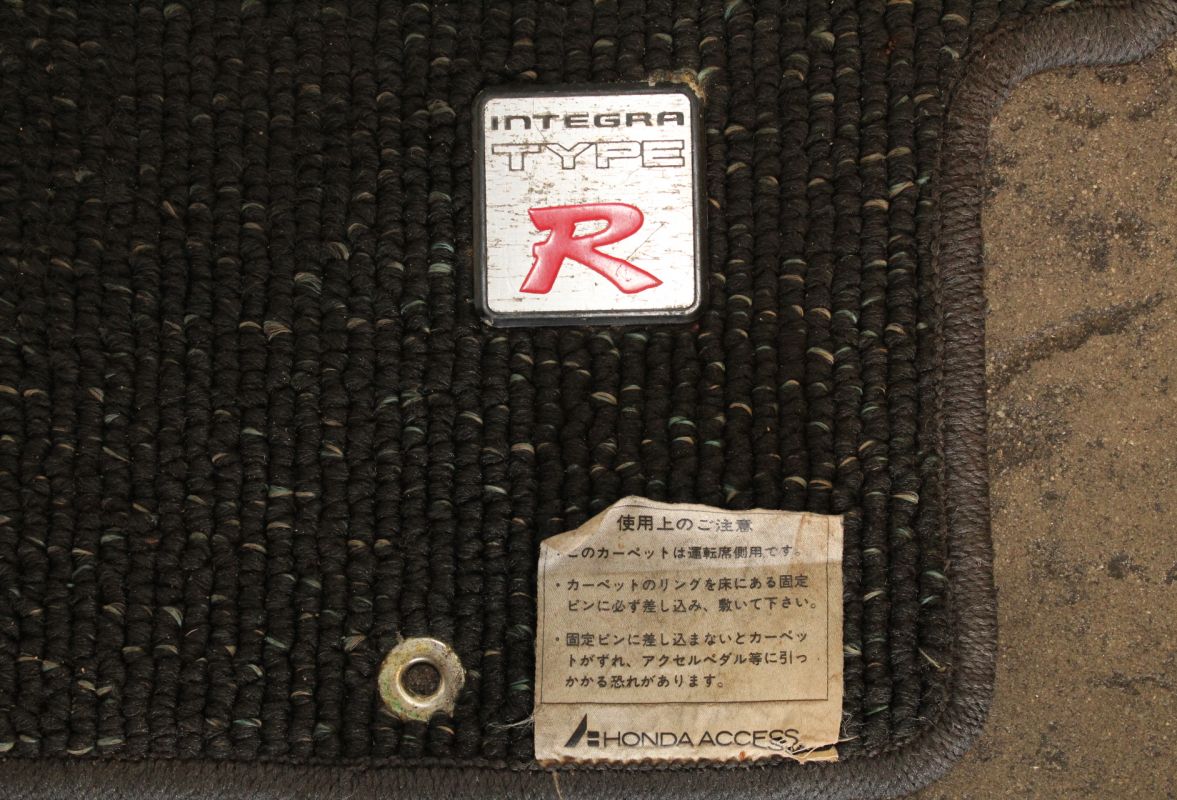 INTEGRA
TYPE
R
使用上のご注意
・このカーペットは運転席側用です。
・カーペットのリングを床にある固定
ピンに必ず差し込み、敷いて下さい。
・固定ピンに差し込まないとカーペッ
トがずれ、アクセルペダル等に引っ
かかる恐れがあります。
HONDA ACCESS